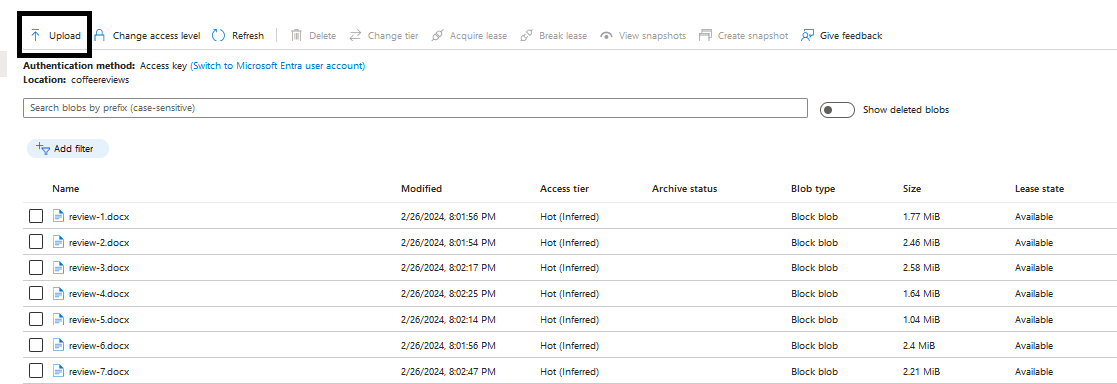 Upload Change access level Refresh Delete Change tier Acquire lease Break lease View snapshots Create snapshot Give feedback
Authentication method: Access key (Switch to Microsoft Entra user account)
Location: coffeereviews
Search blobs by prefix (case-sensitive) Show deleted blobs
Add filter
Name Modified Access tier Archive status Blob type Size Lease state
review-1.docx 2/26/2024, 8:01:56 PM Hot (Inferred) Block blob 1.77 MiB Available
review-2.docx 2/26/2024, 8:01:54 PM Hot (Inferred) Block blob 2.46 MiB Available
review-3.docx 2/26/2024, 8:02:17 PM Hot (Inferred) Block blob 2.58 MiB Available
review-4.docx 2/26/2024, 8:02:25 PM Hot (Inferred) Block blob 1.64 MiB Available
review-5.docx 2/26/2024, 8:02:14 PM Hot (Inferred) Block blob 1.04 MiB Available
review-6.docx 2/26/2024, 8:01:56 PM Hot (Inferred) Block blob 2.4 MiB Available
review-7.docx 2/26/2024, 8:02:47 PM Hot (Inferred) Block blob 2.21 MiB Available